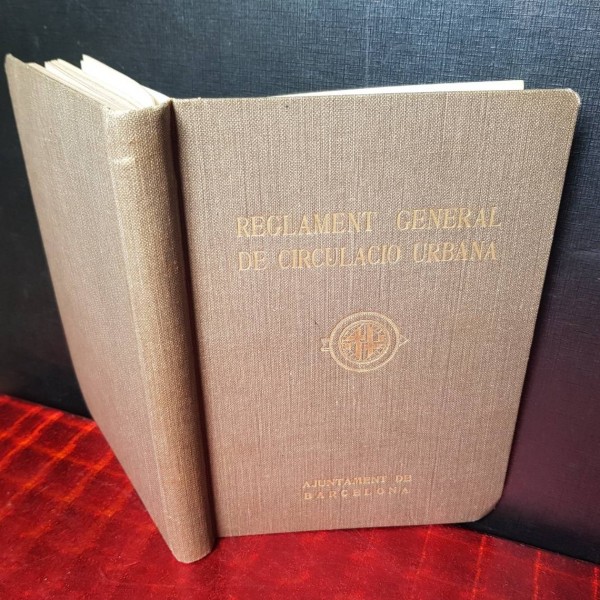 REGLAMENT GENERAL
DE CIRCULACIO URBANA
AJUNTAMENT DE
BARCELONA